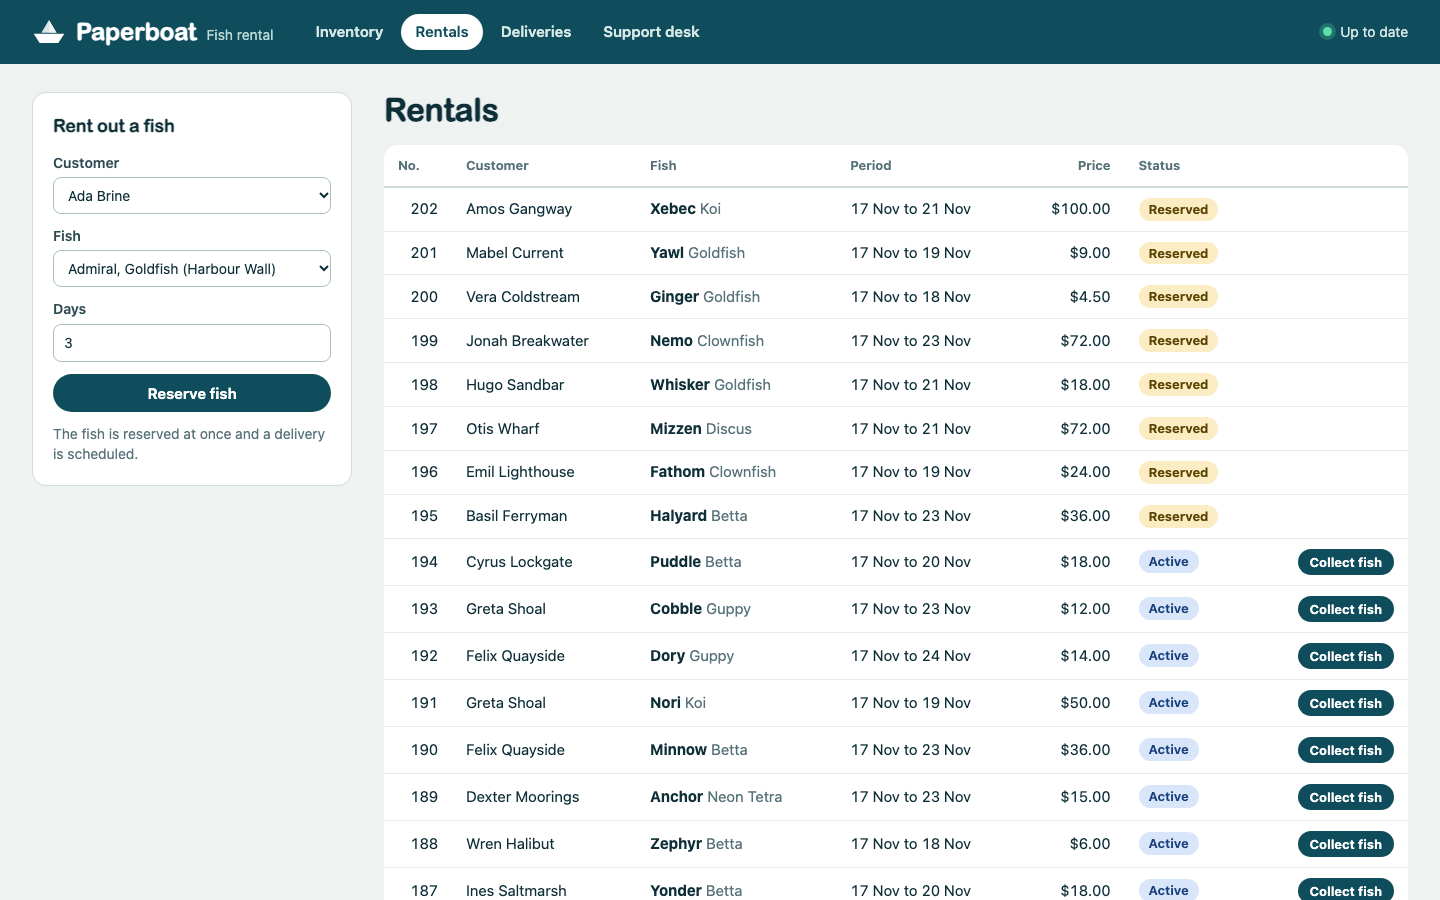 Paperboat Fish rental Inventory Rentals Deliveries Support desk Up to date
Rent out a fish
Customer
Ada Brine
Fish
Admiral, Goldfish (Harbour Wall)
Days
3
Reserve fish
The fish is reserved at once and a delivery
is scheduled.
Rentals
No. Customer Fish Period Price Status
202 Amos Gangway Xebec Koi 17 Nov to 21 Nov $100.00 Reserved
201 Mabel Current Yawl Goldfish 17 Nov to 19 Nov $9.00 Reserved
200 Vera Coldstream Ginger Goldfish 17 Nov to 18 Nov $4.50 Reserved
199 Jonah Breakwater Nemo Clownfish 17 Nov to 23 Nov $72.00 Reserved
198 Hugo Sandbar Whisker Goldfish 17 Nov to 21 Nov $18.00 Reserved
197 Otis Wharf Mizzen Discus 17 Nov to 21 Nov $72.00 Reserved
196 Emil Lighthouse Fathom Clownfish 17 Nov to 19 Nov $24.00 Reserved
195 Basil Ferryman Halyard Betta 17 Nov to 23 Nov $36.00 Reserved
194 Cyrus Lockgate Puddle Betta 17 Nov to 20 Nov $18.00 Active Collect fish
193 Greta Shoal Cobble Guppy 17 Nov to 23 Nov $12.00 Active Collect fish
192 Felix Quayside Dory Guppy 17 Nov to 24 Nov $14.00 Active Collect fish
191 Greta Shoal Nori Koi 17 Nov to 19 Nov $50.00 Active Collect fish
190 Felix Quayside Minnow Betta 17 Nov to 23 Nov $36.00 Active Collect fish
189 Dexter Moorings Anchor Neon Tetra 17 Nov to 23 Nov $15.00 Active Collect fish
188 Wren Halibut Zephyr Betta 17 Nov to 18 Nov $6.00 Active Collect fish
187 Ines Saltmarsh Yonder Betta 17 Nov to 20 Nov $18.00 Active Collect fish